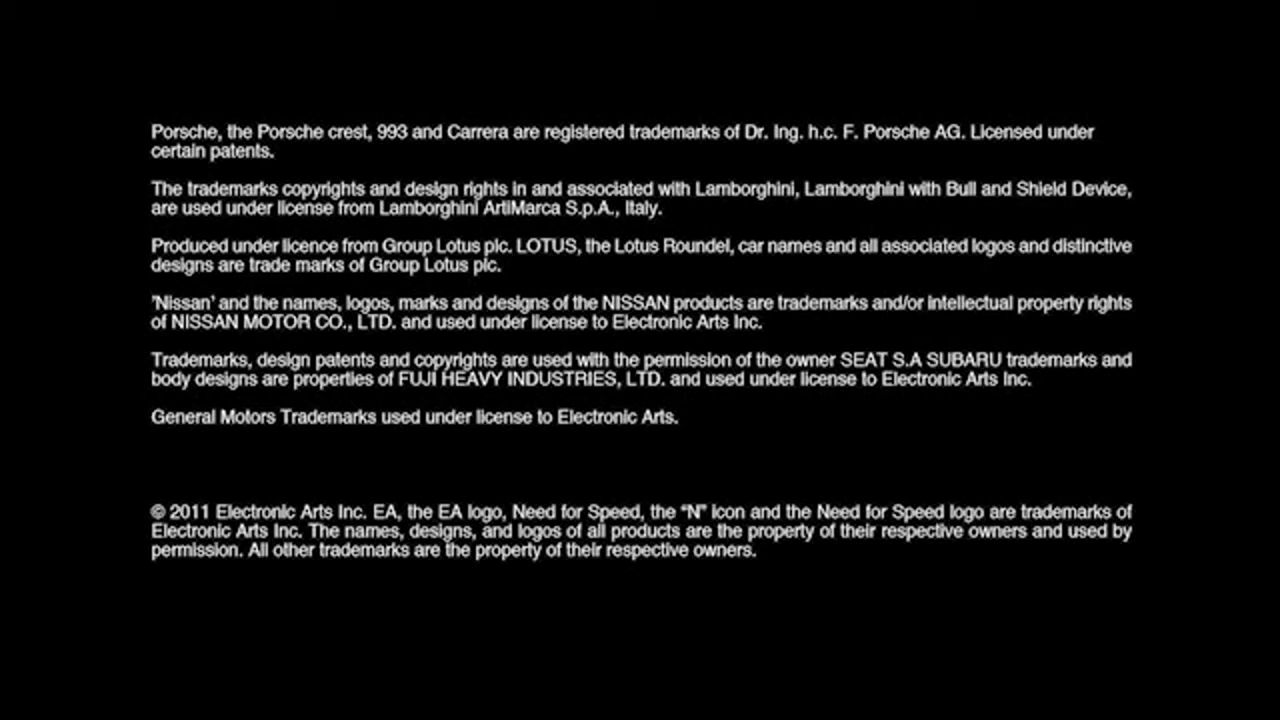 Porsche, the Porsche crest, 993 and Carrera are registered trademarks of Dr. Ing. h.c. F. Porsche AG. Licensed under
certain patents.
The trademarks copyrights and design rights in and associated with Lamborghini, Lamborghini with Bull and Shield Device,
are used under license from Lamborghini ArtiMarca S.p.A., Italy.
Produced under licence from Group Lotus plc. LOTUS, the Lotus Roundel, car names and all associated logos and distinctive
designs are trade marks of Group Lotus plc.
'Nissan' and the names, logos, marks and designs of the NISSAN products are trademarks and/or intellectual property rights
of NISSAN MOTOR CO., LTD. and used under license to Electronic Arts Inc.
Trademarks, design patents and copyrights are used with the permission of the owner SEAT S.A SUBARU trademarks and
body designs are properties of FUJI HEAVY INDUSTRIES, LTD. and used under license to Electronic Arts Inc.
General Motors Trademarks used under license to Electronic Arts.
© 2011 Electronic Arts Inc. EA, the EA logo, Need for Speed, the “N” icon and the Need for Speed logo are trademarks of
Electronic Arts Inc. The names, designs, and logos of all products are the property of their respective owners and used by
permission. All other trademarks are the property of their respective owners.